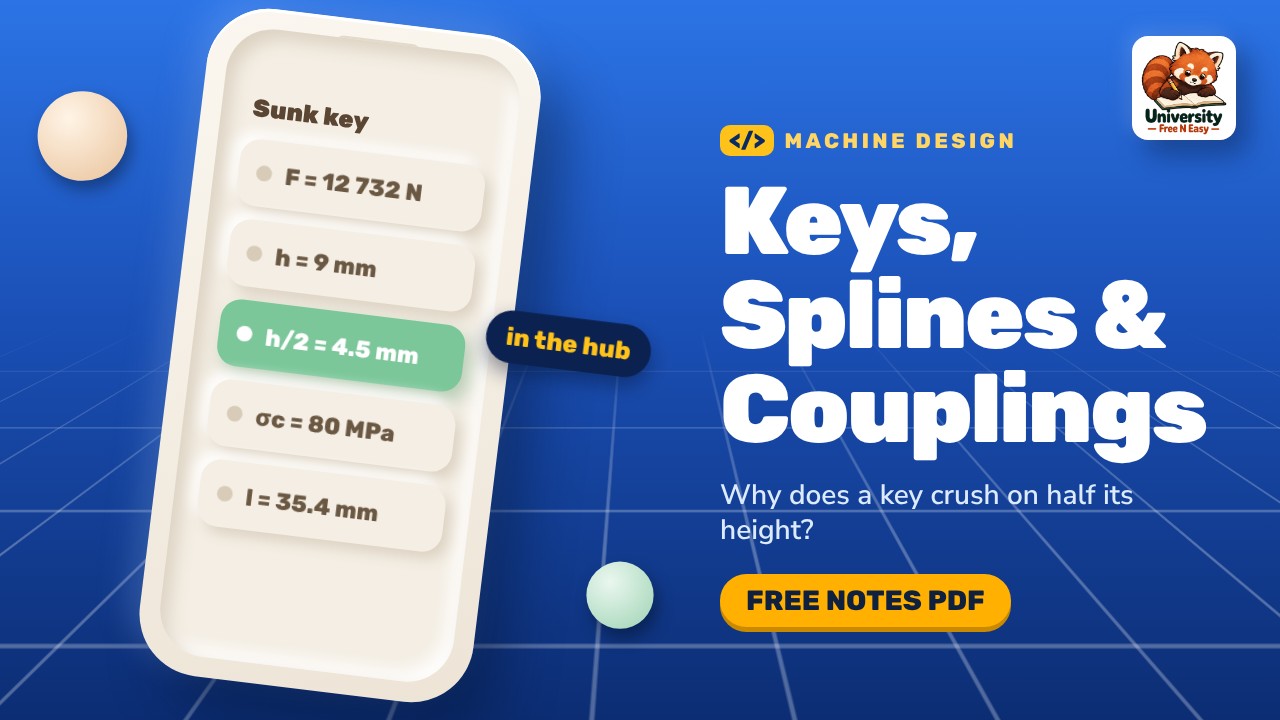 Sunk key
F = 12 732 N
h = 9 mm
h/2 = 4.5 mm
in the hub
σc = 80 MPa
l = 35.4 mm
University
Free N Easy
</> MACHINE DESIGN
Keys,
Splines &
Couplings
Why does a key crush on half its
height?
FREE NOTES PDF